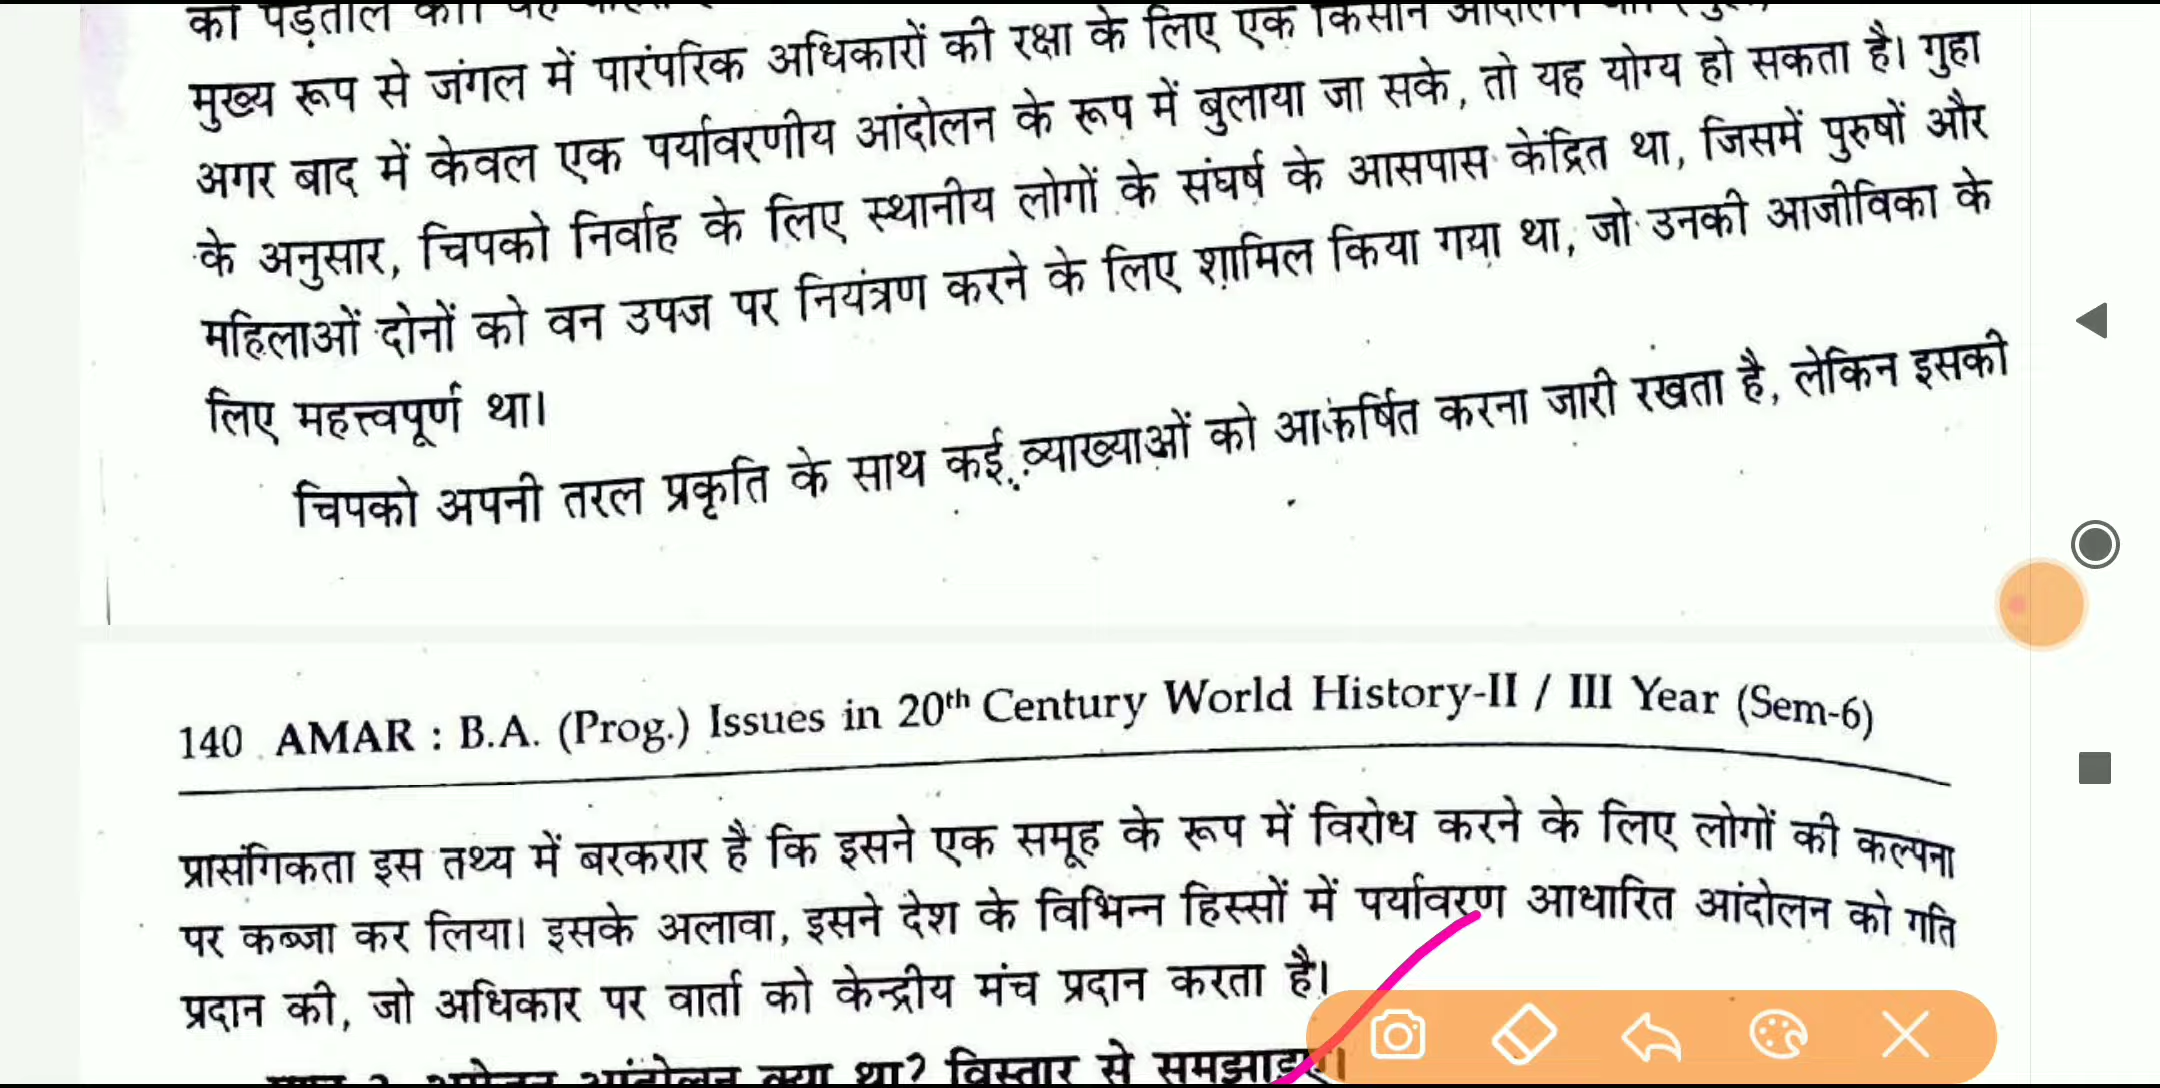 की पड़ताल की। यह
मुख्य रूप से जंगल में पारंपरिक अधिकारों की रक्षा के लिए एक किसान आंदोलन
अगर बाद में केवल एक पर्यावरणीय आंदोलन के रूप में बुलाया जा सके, तो यह योग्य हो सकता है। गुहा
के अनुसार, चिपको निर्वाह के लिए स्थानीय लोगों के संघर्ष के आसपास केंद्रित था, जिसमें पुरुषों और
महिलाओं दोनों को वन उपज पर नियंत्रण करने के लिए शामिल किया गया था, जो उनकी आजीविका के
लिए महत्त्वपूर्ण था।
चिपको अपनी तरल प्रकृति के साथ कई व्याख्याओं को आकर्षित करना जारी रखता है, लेकिन इसकी
140 AMAR : B.A. (Prog.) Issues in 20th Century World History-II / III Year (Sem-6)
प्रासंगिकता इस तथ्य में बरकरार है कि इसने एक समूह के रूप में विरोध करने के लिए लोगों की कल्पना
पर कब्जा कर लिया। इसके अलावा, इसने देश के विभिन्न हिस्सों में पर्यावरण आधारित आंदोलन को गति
प्रदान की, जो अधिकार पर वार्ता को केन्द्रीय मंच प्रदान करता है।
आंदोलन क्या था? विस्तार से समझाइए।